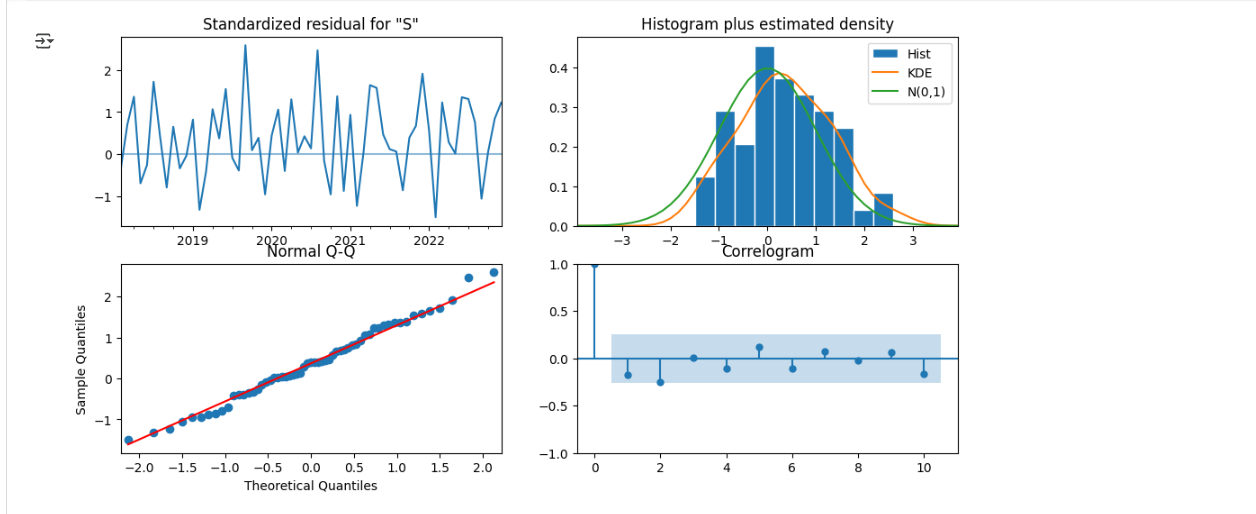 Standardized residual for "S"
2
1
0
−1
2019 2020 2021 2022
Histogram plus estimated density
0.4
0.3
0.2
0.1
0.0
Hist
KDE
N(0,1)
−3 −2 −1 0 1 2 3
Normal Q-Q
Sample Quantiles
2
1
0
−1
−2.0 −1.5 −1.0 −0.5 0.0 0.5 1.0 1.5 2.0
Theoretical Quantiles
Correlogram
1.0
0.5
0.0
−0.5
−1.0
0 2 4 6 8 10